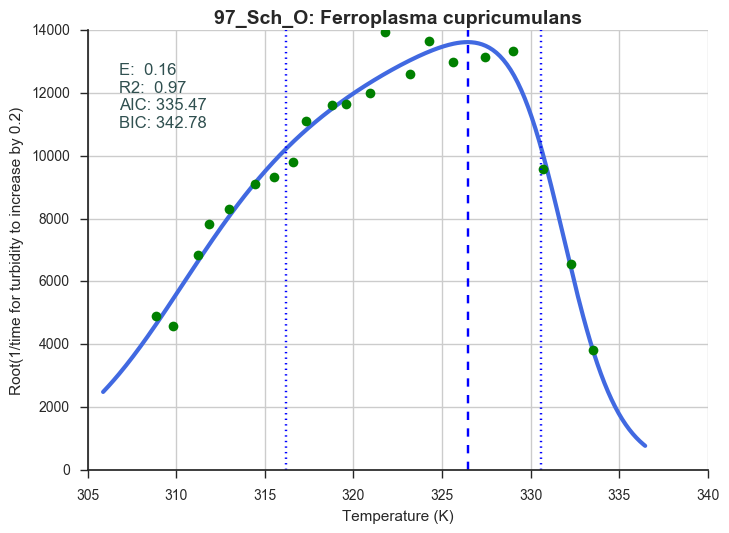 97_Sch_O: Ferroplasma cupricumulans
E:  0.16
R2:  0.97
AIC: 335.47
BIC: 342.78
Root(1/time for turbidity to increase by 0.2)
14000
12000
10000
8000
6000
4000
2000
0
305 310 315 320 325 330 335 340
Temperature (K)